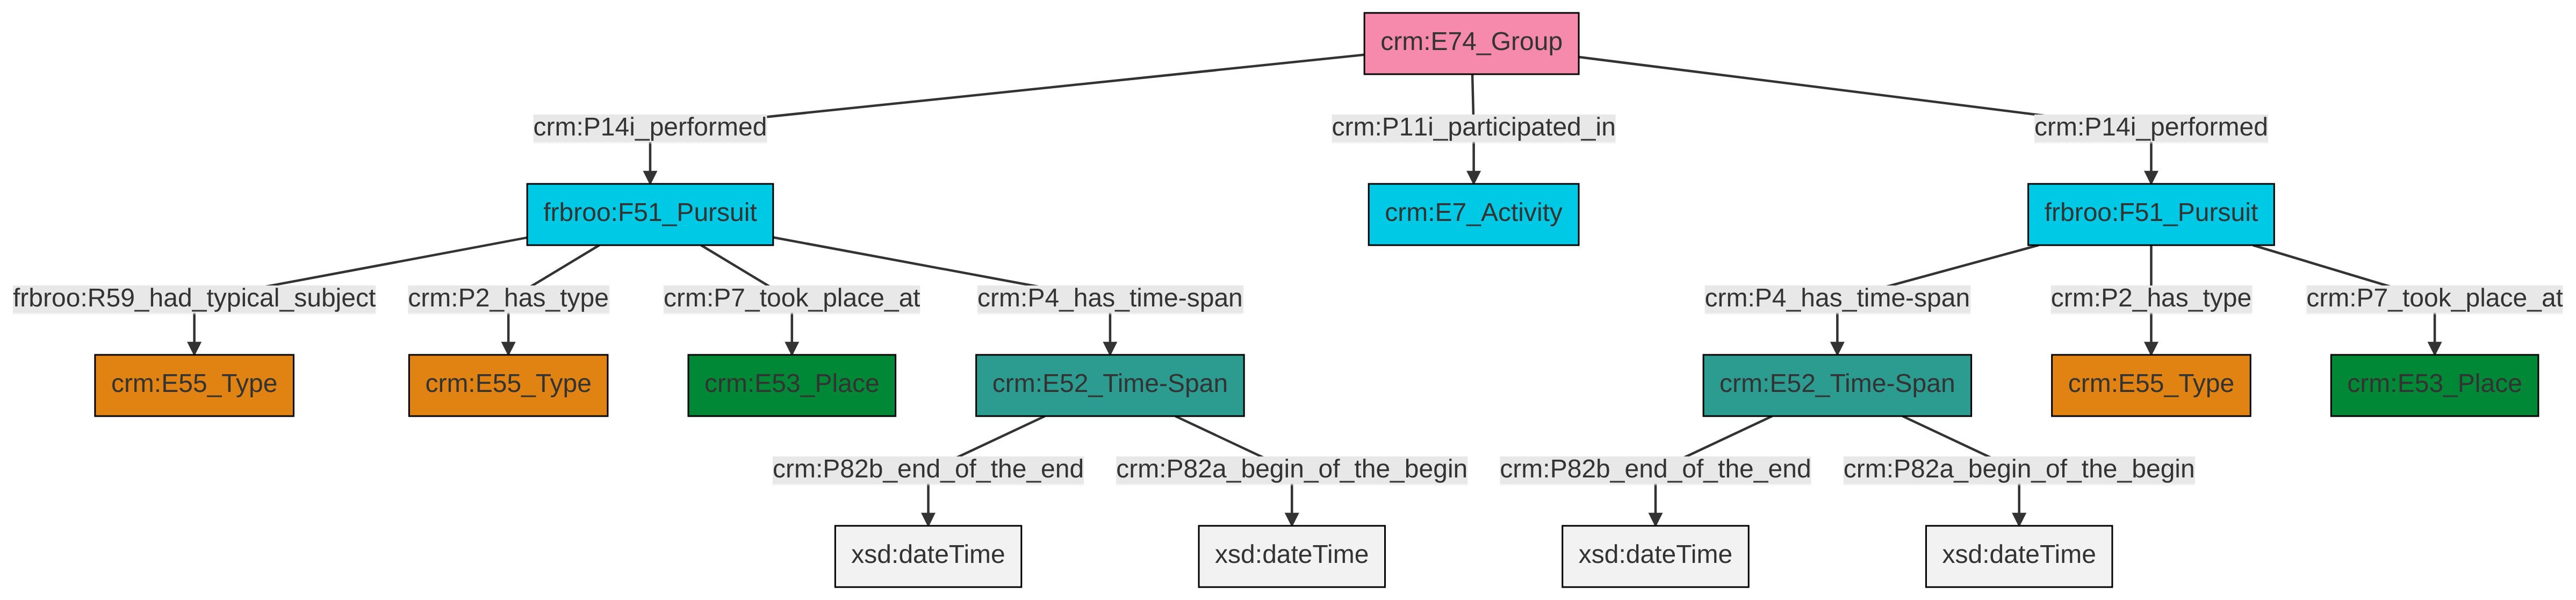 crm:E74_Group
crm:P14i_performed
crm:P11i_participated_in
crm:P14i_performed
frbroo:F51_Pursuit
crm:E7_Activity
frbroo:F51_Pursuit
frbroo:R59_had_typical_subject
crm:P2_has_type
crm:P7_took_place_at
crm:P4_has_time-span
crm:P4_has_time-span
crm:P2_has_type
crm:P7_took_place_at
crm:E55_Type
crm:E55_Type
crm:E53_Place
crm:E52_Time-Span
crm:E52_Time-Span
crm:E55_Type
crm:E53_Place
crm:P82b_end_of_the_end
crm:P82a_begin_of_the_begin
crm:P82b_end_of_the_end
crm:P82a_begin_of_the_begin
xsd:dateTime
xsd:dateTime
xsd:dateTime
xsd:dateTime